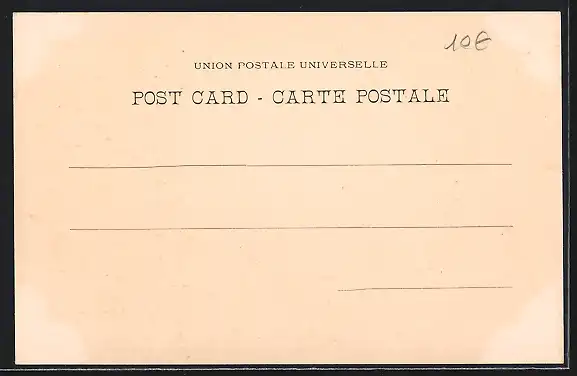 10€
UNION POSTALE UNIVERSELLE
POST CARD - CARTE POSTALE